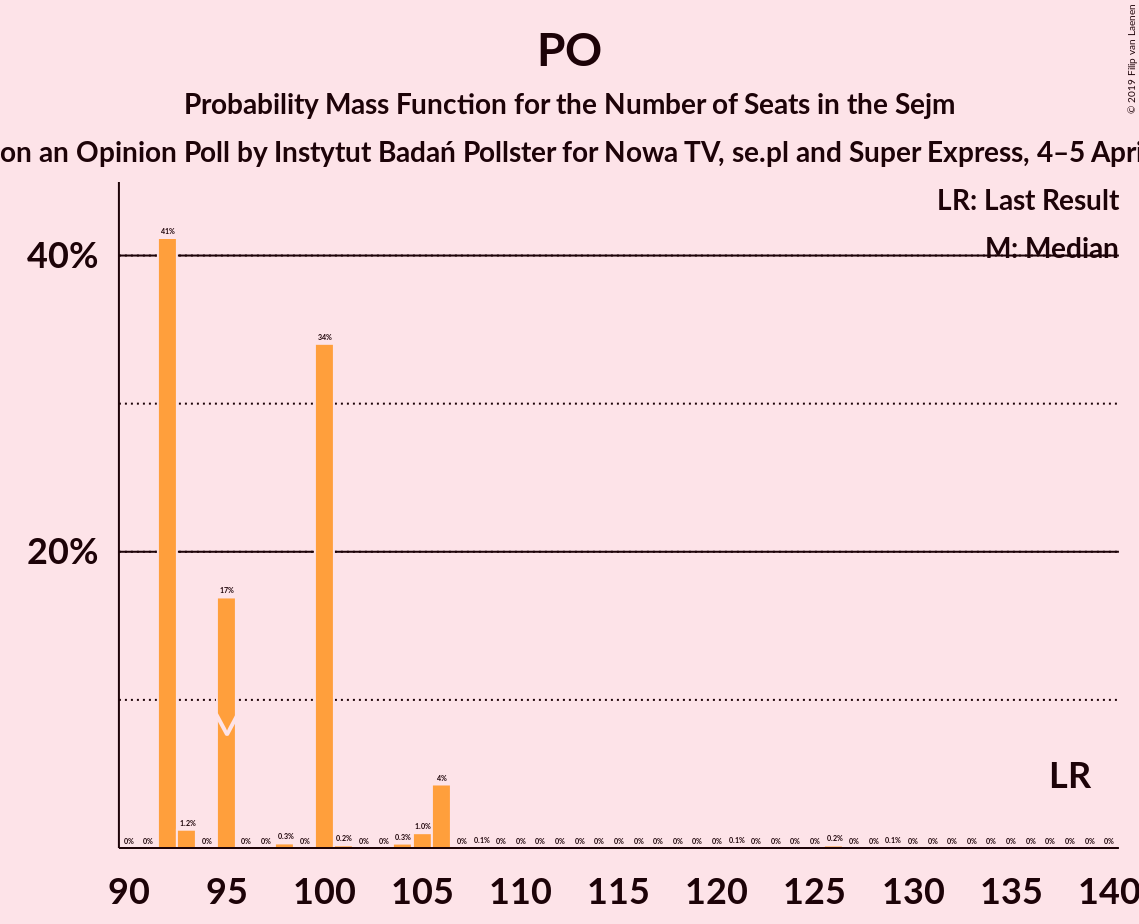 PO
Probability Mass Function for the Number of Seats in the Sejm
on an Opinion Poll by Instytut Badań Pollster for Nowa TV, se.pl and Super Express, 4–5 Apri
© 2019 Filip van Laenen
LR: Last Result
M: Median
40%
20%
41%
34%
17%
4%
1.2%
1.0%
0.3%
0.2%
0.3%
0.1%
0.1%
0.2%
0.1%
M
LR
0% 0% 0% 0% 0% 0% 0% 0% 0% 0% 0% 0% 0% 0% 0% 0% 0% 0% 0% 0% 0% 0% 0% 0% 0% 0% 0% 0% 0% 0% 0% 0% 0% 0% 0% 0% 0% 0%
90 95 100 105 110 115 120 125 130 135 140